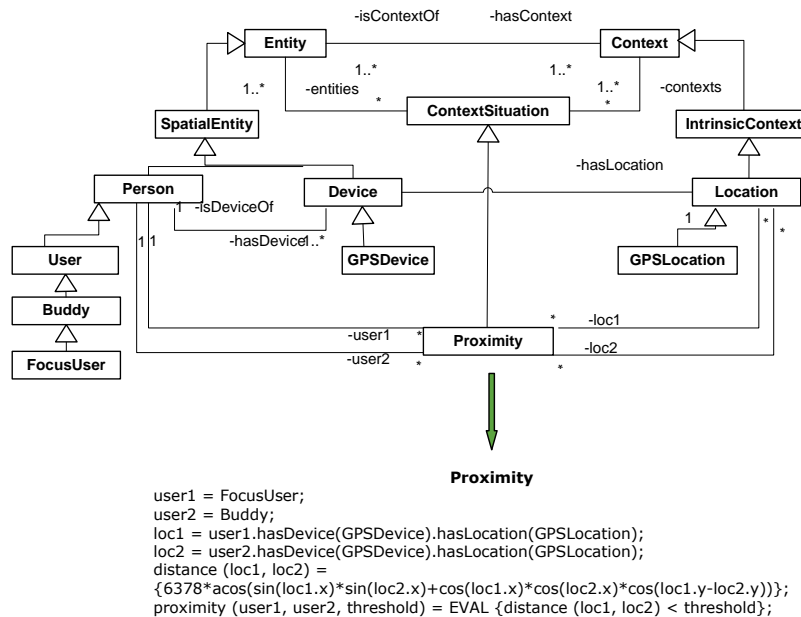 -isContextOf
-hasContext
Entity
Context
1..*
1..*
1..*
1..*
-entities
*
*
-contexts
ContextSituation
SpatialEntity
IntrinsicContext
-hasLocation
Person
Device
Location
1
-isDeviceOf
1
*
*
1
1
-hasDevice
1..*
User
GPSDevice
GPSLocation
Buddy
*
-loc1
-user1
*
Proximity
FocusUser
-user2
*
-loc2
*
Proximity
user1 = FocusUser;
user2 = Buddy;
loc1 = user1.hasDevice(GPSDevice).hasLocation(GPSLocation);
loc2 = user2.hasDevice(GPSDevice).hasLocation(GPSLocation);
distance (loc1, loc2) =
{6378*acos(sin(loc1.x)*sin(loc2.x)+cos(loc1.x)*cos(loc2.x)*cos(loc1.y-loc2.y))};
proximity (user1, user2, threshold) = EVAL {distance (loc1, loc2) < threshold};